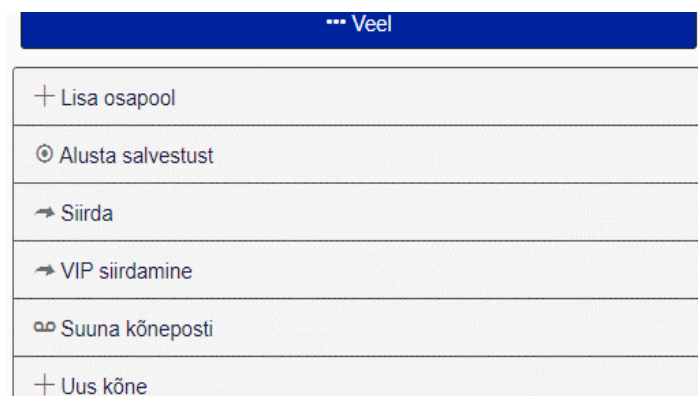 Veel
Lisa osapool
Alusta salvestust
Siirda
VIP siirdamine
Suuna kõneposti
Uus kõne